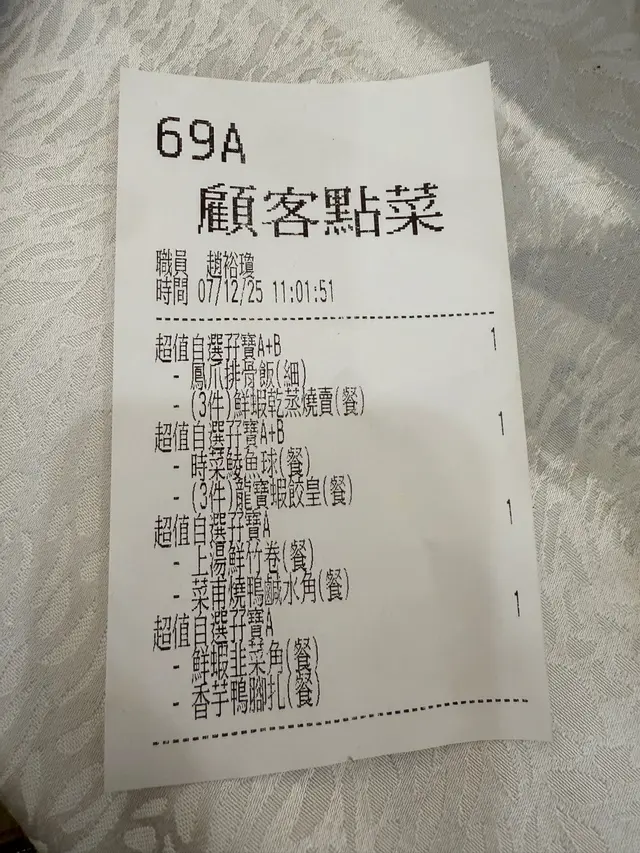 69A
顧客點菜
職員 趙裕瓊
時間 07/12/25 11:01:51
超值自選孖寶A+B 1
- 鳳爪排骨飯(細)
- (3件)鮮蝦乾蒸燒賣(餐)
超值自選孖寶A+B 1
- 時菜鯪魚球(餐)
- (3件)龍寶蝦餃皇(餐)
超值自選孖寶A 1
- 上湯鮮竹卷(餐)
- 菜甫燒鴨鹹水角(餐)
超值自選孖寶A 1
- 鮮蝦韭菜角(餐)
- 香芋鴨腳扎(餐)